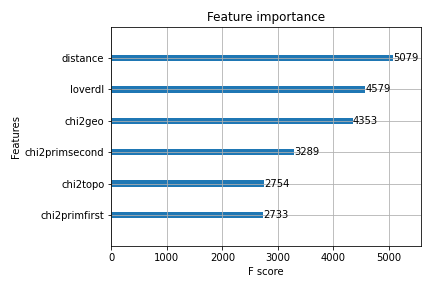 Feature importance
distance 5079
loverdl 4579
chi2geo 4353
chi2primsecond 3289
chi2topo 2754
chi2primfirst 2733
Features
0 1000 2000 3000 4000 5000
F score